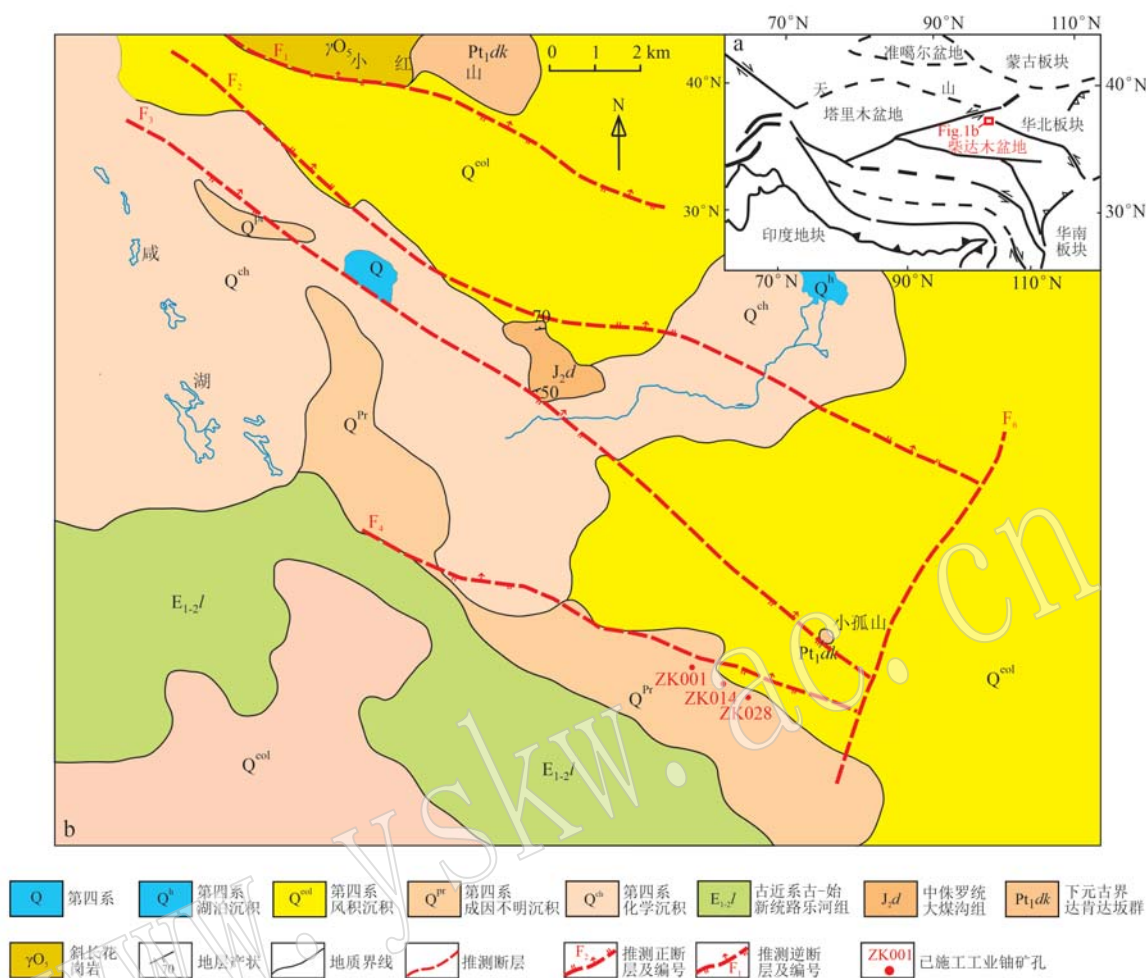 γO₅ 小 红 山
Pt₁dk
0 1 2 km
N
F₁
F₂
F₃
Q^eol
Q^ch
咸
湖
Q
70
J₂d
50
Q^ch
Q^h
Q^Pr
F₄
F₆
E₁₋₂l
Q^eol
E₁₋₂l
Q^Pr
ZK001
ZK014
ZK028
小孤山
Pt₁dk
Q^eol
b
a
70°N 90°N 110°N
40°N
30°N
40°N
30°N
70°N 90°N 110°N
准噶尔盆地
蒙古板块
天 山
塔里木盆地
华北板块
Fig.1b
柴达木盆地
印度地块
华南
板块
Q 第四系
Q^h 第四系
湖泊沉积
Q^eol 第四系
风积沉积
Q^pr 第四系
成因不明沉积
Q^ch 第四系
化学沉积
E₁₋₂l 古近系古-始
新统路乐河组
J₂d 中侏罗统
大煤沟组
Pt₁dk 下元古界
达肯达坂群
γO₅ 斜长花
岗岩
70 地层产状
地质界线
推测断层
F₂ 推测正断
层及编号
F₁ 推测逆断
层及编号
ZK001 已施工工业铀矿孔
www.yskw.ac.cn